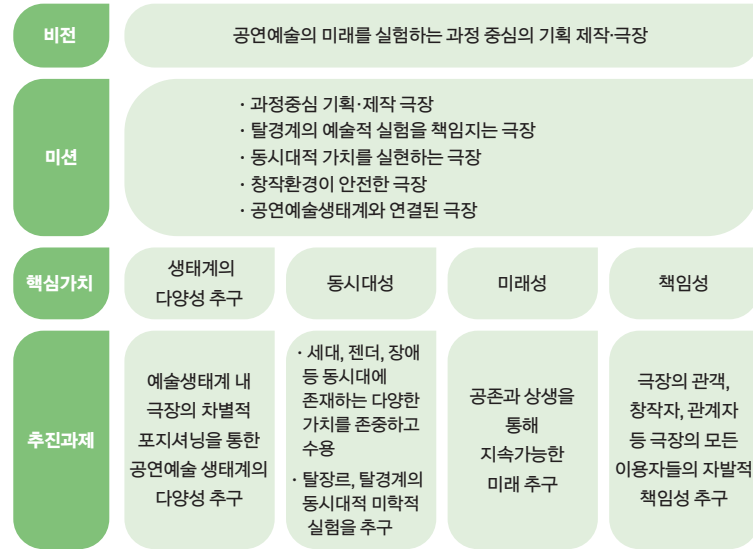 비전
공연예술의 미래를 실험하는 과정 중심의 기획 제작·극장
미션
· 과정중심 기획·제작 극장
· 탈경계의 예술적 실험을 책임지는 극장
· 동시대적 가치를 실현하는 극장
· 창작환경이 안전한 극장
· 공연예술생태계와 연결된 극장
핵심가치
생태계의
다양성 추구
동시대성
미래성
책임성
추진과제
예술생태계 내
극장의 차별적
포지셔닝을 통한
공연예술 생태계의
다양성 추구
· 세대, 젠더, 장애
등 동시대에
존재하는 다양한
가치를 존중하고
수용
· 탈장르, 탈경계의
동시대적 미학적
실험을 추구
공존과 상생을
통해
지속가능한
미래 추구
극장의 관객,
창작자, 관계자
등 극장의 모든
이용자들의 자발적
책임성 추구